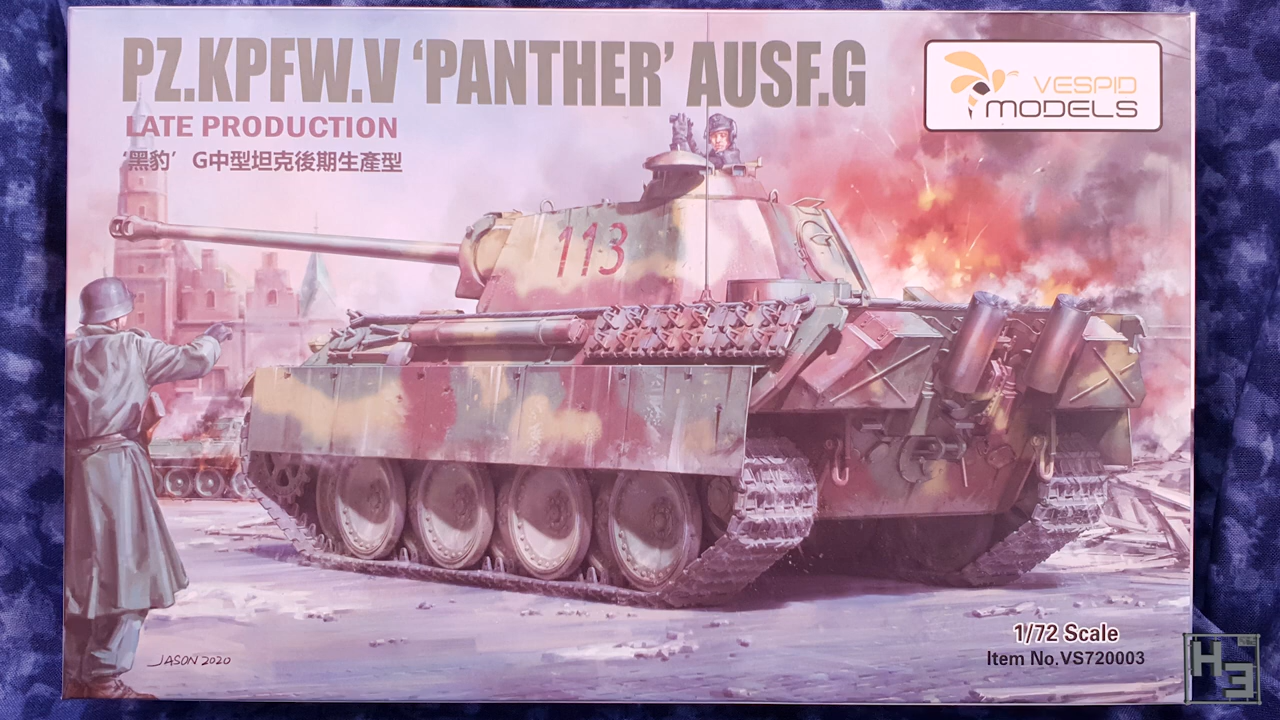 PZ.KPFW.V ‘PANTHER’ AUSF.G
LATE PRODUCTION
‘黑豹’ G中型坦克後期生產型
VESPID
MODELS
113
JASON 2020
1/72 Scale
Item No.VS720003
H3